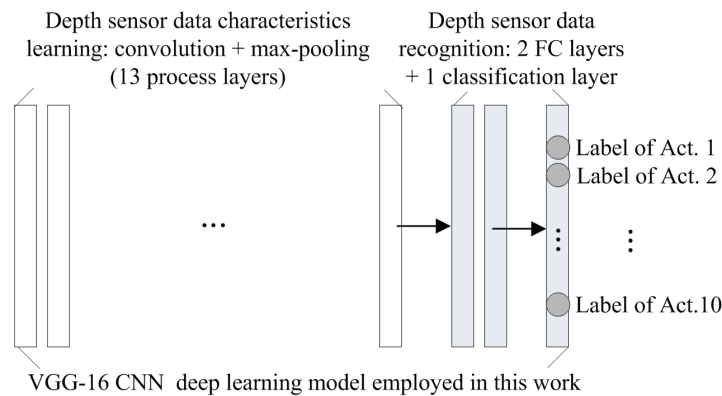 Depth sensor data characteristics
learning: convolution + max-pooling
(13 process layers)
Depth sensor data
recognition: 2 FC layers
+ 1 classification layer
Label of Act. 1
Label of Act. 2
...
Label of Act.10
VGG-16 CNN deep learning model employed in this work